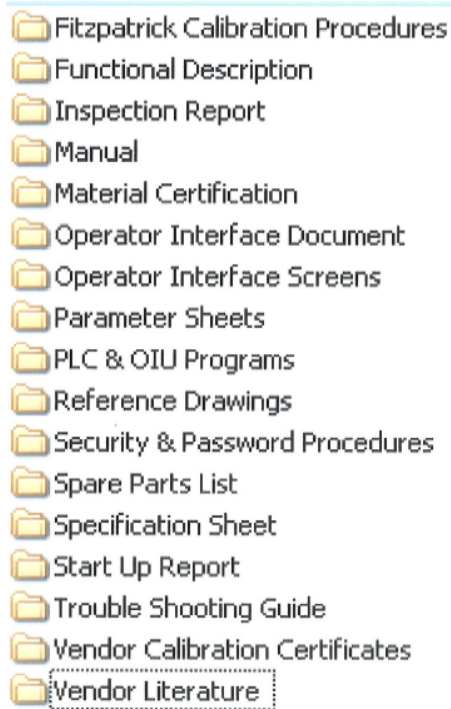 Fitzpatrick Calibration Procedures
Functional Description
Inspection Report
Manual
Material Certification
Operator Interface Document
Operator Interface Screens
Parameter Sheets
PLC & OIU Programs
Reference Drawings
Security & Password Procedures
Spare Parts List
Specification Sheet
Start Up Report
Trouble Shooting Guide
Vendor Calibration Certificates
Vendor Literature